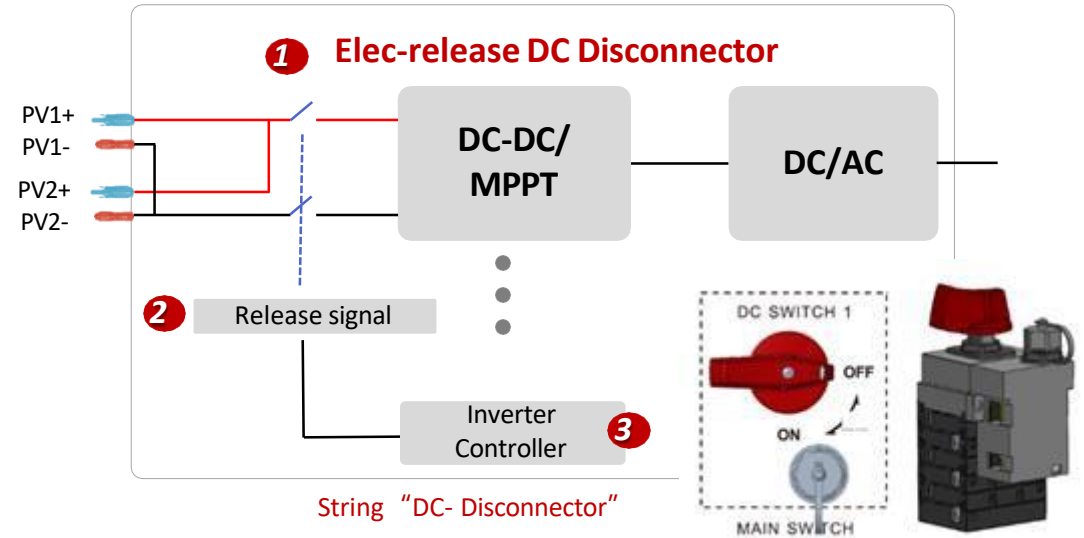 1 Elec-release DC Disconnector
PV1+
PV1-
PV2+
PV2-
DC-DC/
MPPT
DC/AC
2 Release signal
Inverter
Controller
3
DC SWITCH 1
OFF
ON
MAIN SWITCH
String “DC- Disconnector”